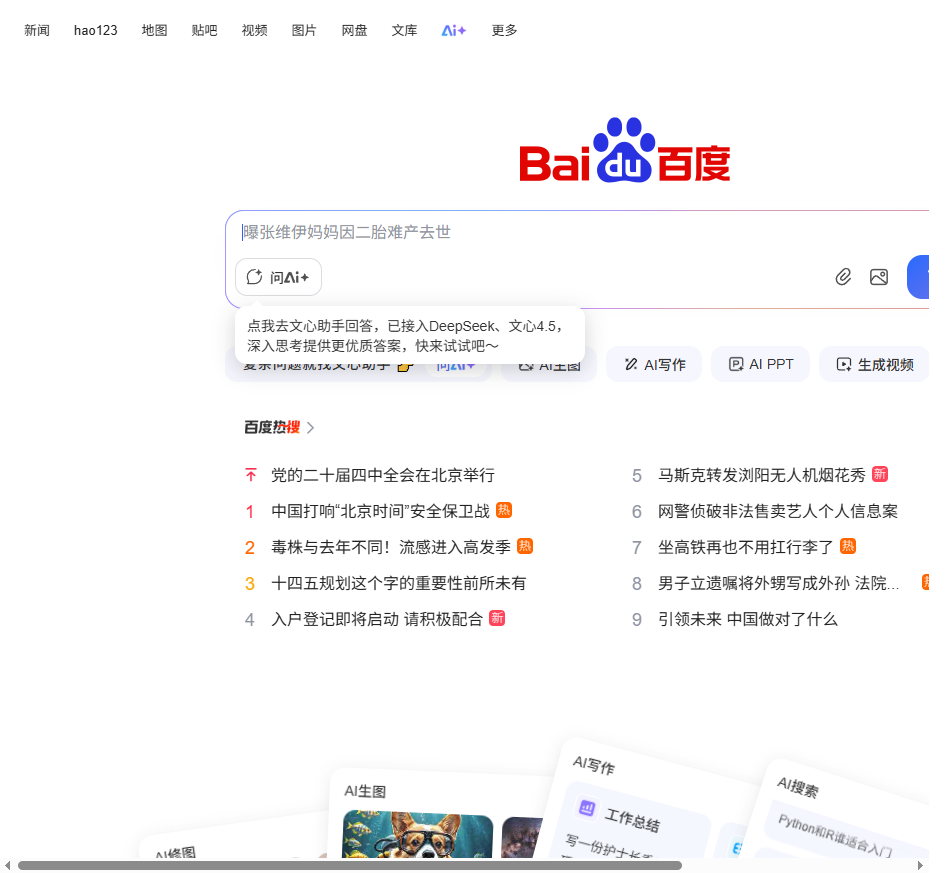 新闻 hao123 地图 贴吧 视频 图片 网盘 文库 Ai+ 更多
Bai du 百度
曝张维伊妈妈因二胎难产去世
问Ai+
点我去文心助手回答，已接入DeepSeek、文心4.5，
深入思考提供更优质答案，快来试试吧～
复杂问题就找文心助手 问Ai+ AI生图 AI写作 AI PPT 生成视频
百度热搜
党的二十届四中全会在北京举行
1 中国打响“北京时间”安全保卫战 热
2 毒株与去年不同！流感进入高发季 热
3 十四五规划这个字的重要性前所未有
4 入户登记即将启动 请积极配合 新
5 马斯克转发浏阳无人机烟花秀 新
6 网警侦破非法售卖艺人个人信息案
7 坐高铁再也不用扛行李了 热
8 男子立遗嘱将外甥写成外孙 法院... 热
9 引领未来 中国做对了什么
AI修图
AI生图
AI写作
工作总结
写一份护士长
AI搜索
Python和R谁适合入门